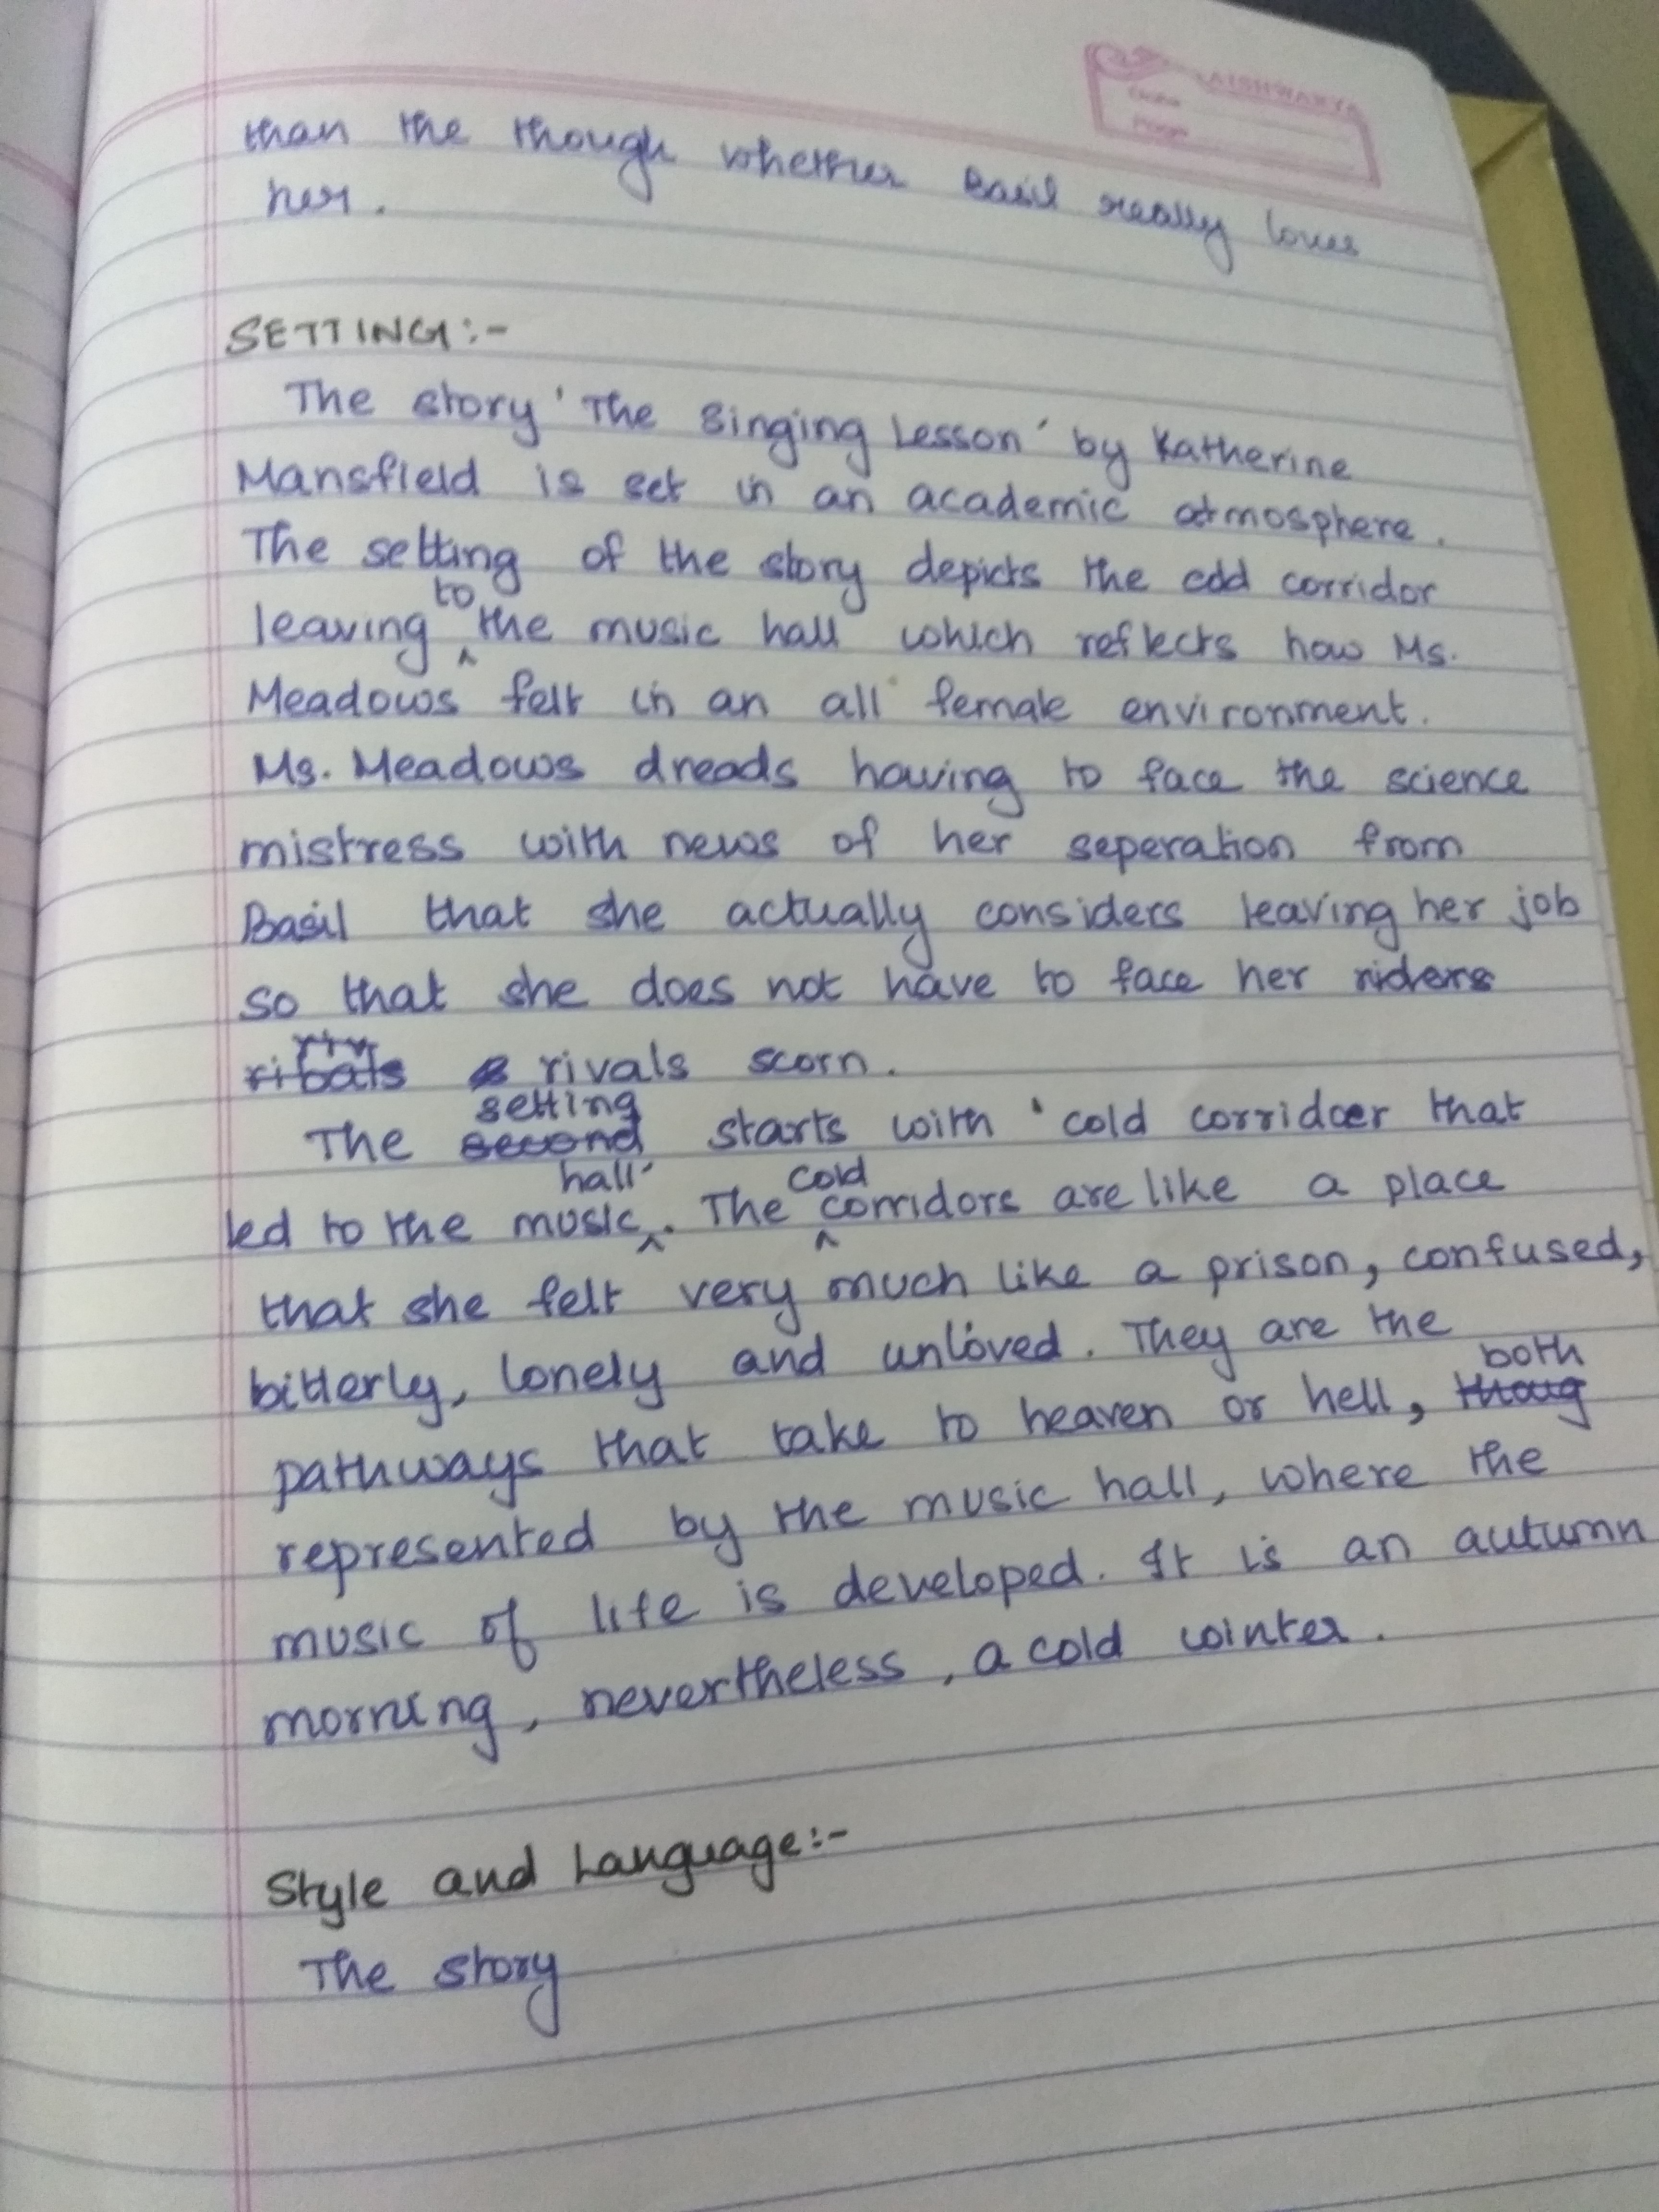 AISHWARYA
Date
Page
than the though whether Basil really loves
her.
SETTING:-
The story 'The Singing Lesson' by Katherine
Mansfield is set in an academic atmosphere.
The setting of the story depicts the cold corridor
leaving to the music hall which reflects how Ms.
Meadows felt in an all female environment.
Ms. Meadows dreads having to face the science
mistress with news of her seperation from
Basil that she actually considers leaving her job
so that she does not have to face her riders
ribals riv rivals scorn.
The second setting starts with 'cold corridoer that
led to the music hall'. The cold corridors are like a place
that she felt very much like a prison, confused,
bitterly, lonely and unloved. They are the
pathways that take to heaven or hell, thoug both
represented by the music hall, where the
music of life is developed. It is an autumn
morning, nevertheless, a cold winter.
Style and Language:-
The story